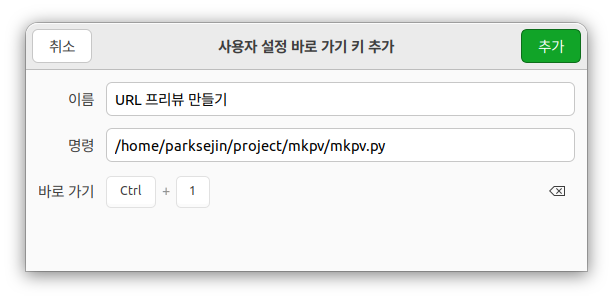 취소 사용자 설정 바로 가기 키 추가 추가
이름 URL 프리뷰 만들기
명령 /home/parksejin/project/mkpv/mkpv.py
바로 가기 Ctrl + 1